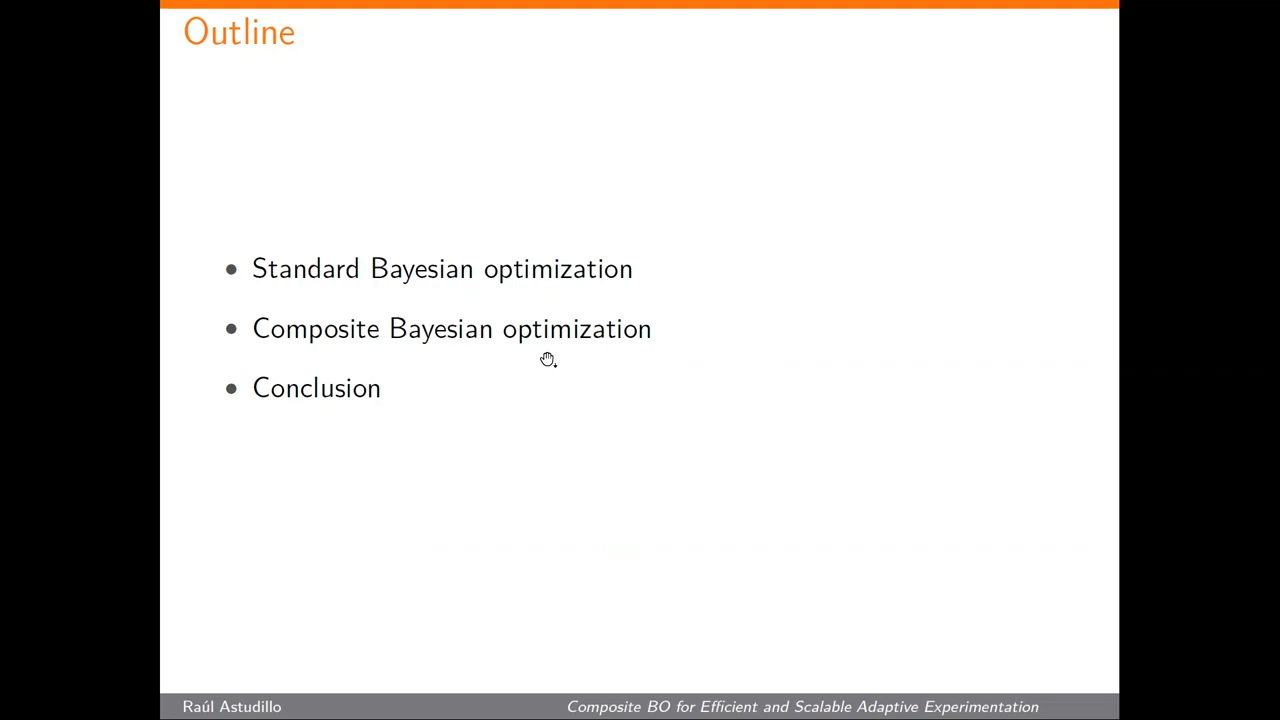 Outline
• Standard Bayesian optimization
• Composite Bayesian optimization
• Conclusion
Raúl Astudillo
Composite BO for Efficient and Scalable Adaptive Experimentation